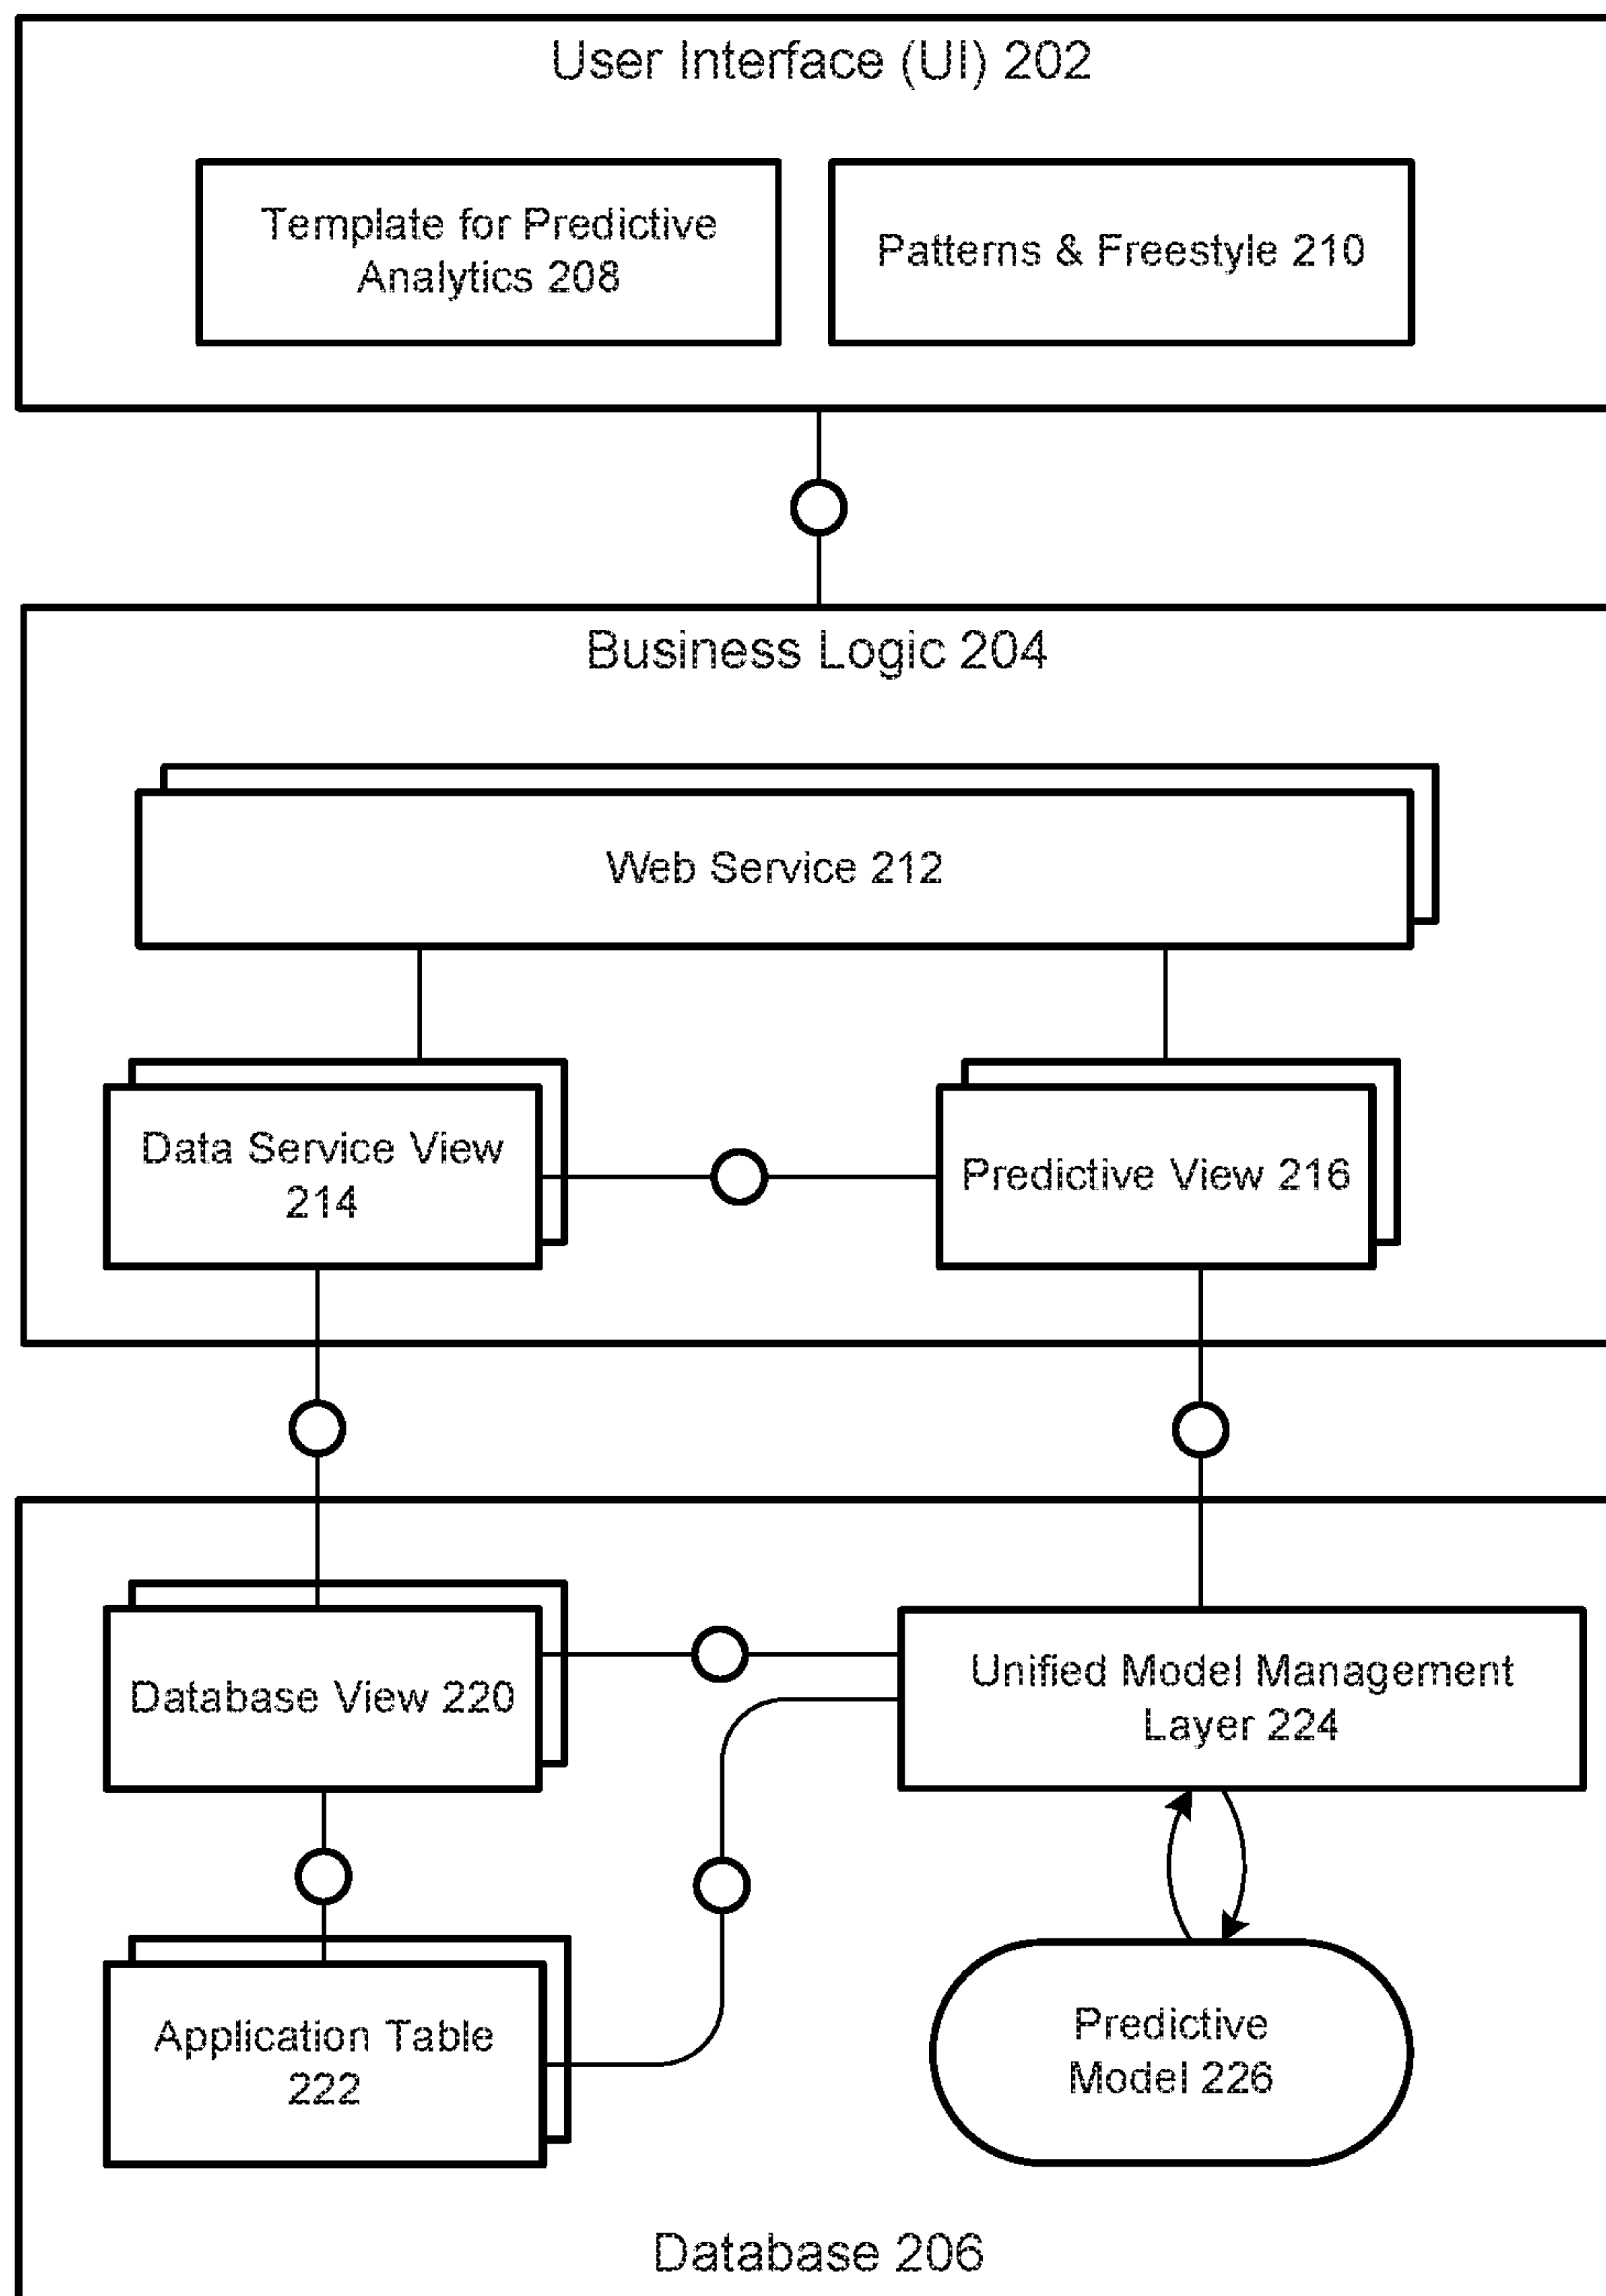 User Interface (UI) 202
Template for Predictive
Analytics 208
Patterns & Freestyle 210
Business Logic 204
Web Service 212
Data Service View
214
Predictive View 216
Database View 220
Unified Model Management
Layer 224
Application Table
222
Predictive
Model 226
Database 206